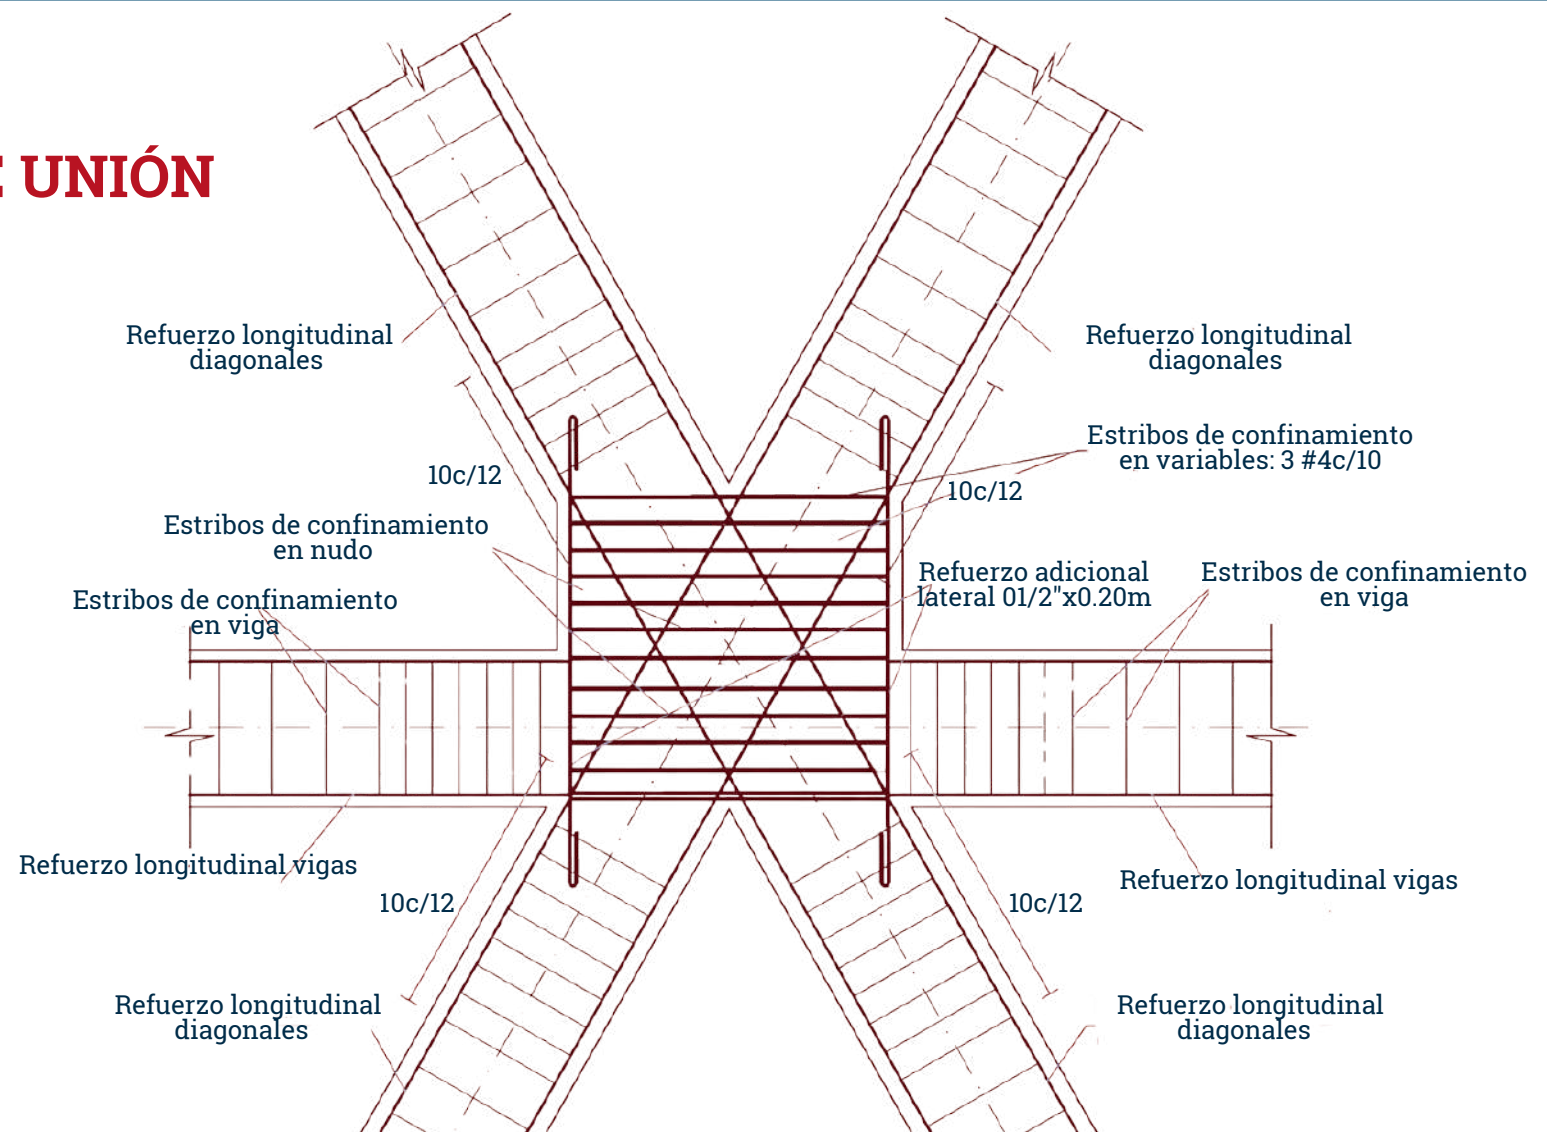 UNIÓN
Refuerzo longitudinal
diagonales
Refuerzo longitudinal
diagonales
Estribos de confinamiento
en variables: 3 #4c/10
10c/12
10c/12
Estribos de confinamiento
en nudo
Refuerzo adicional
lateral 01/2"x0.20m
Estribos de confinamiento
en viga
Estribos de confinamiento
en viga
Refuerzo longitudinal vigas
Refuerzo longitudinal vigas
10c/12
10c/12
Refuerzo longitudinal
diagonales
Refuerzo longitudinal
diagonales